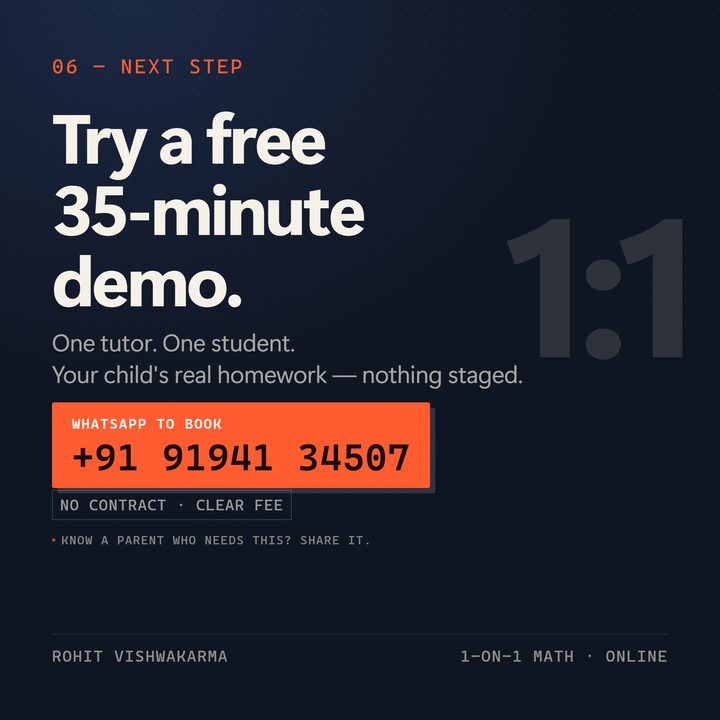 06 — NEXT STEP
Try a free
35-minute
demo.
1:1
One tutor. One student.
Your child's real homework — nothing staged.
WHATSAPP TO BOOK
+91 91941 34507
NO CONTRACT · CLEAR FEE
• KNOW A PARENT WHO NEEDS THIS? SHARE IT.
ROHIT VISHWAKARMA
1-ON-1 MATH · ONLINE